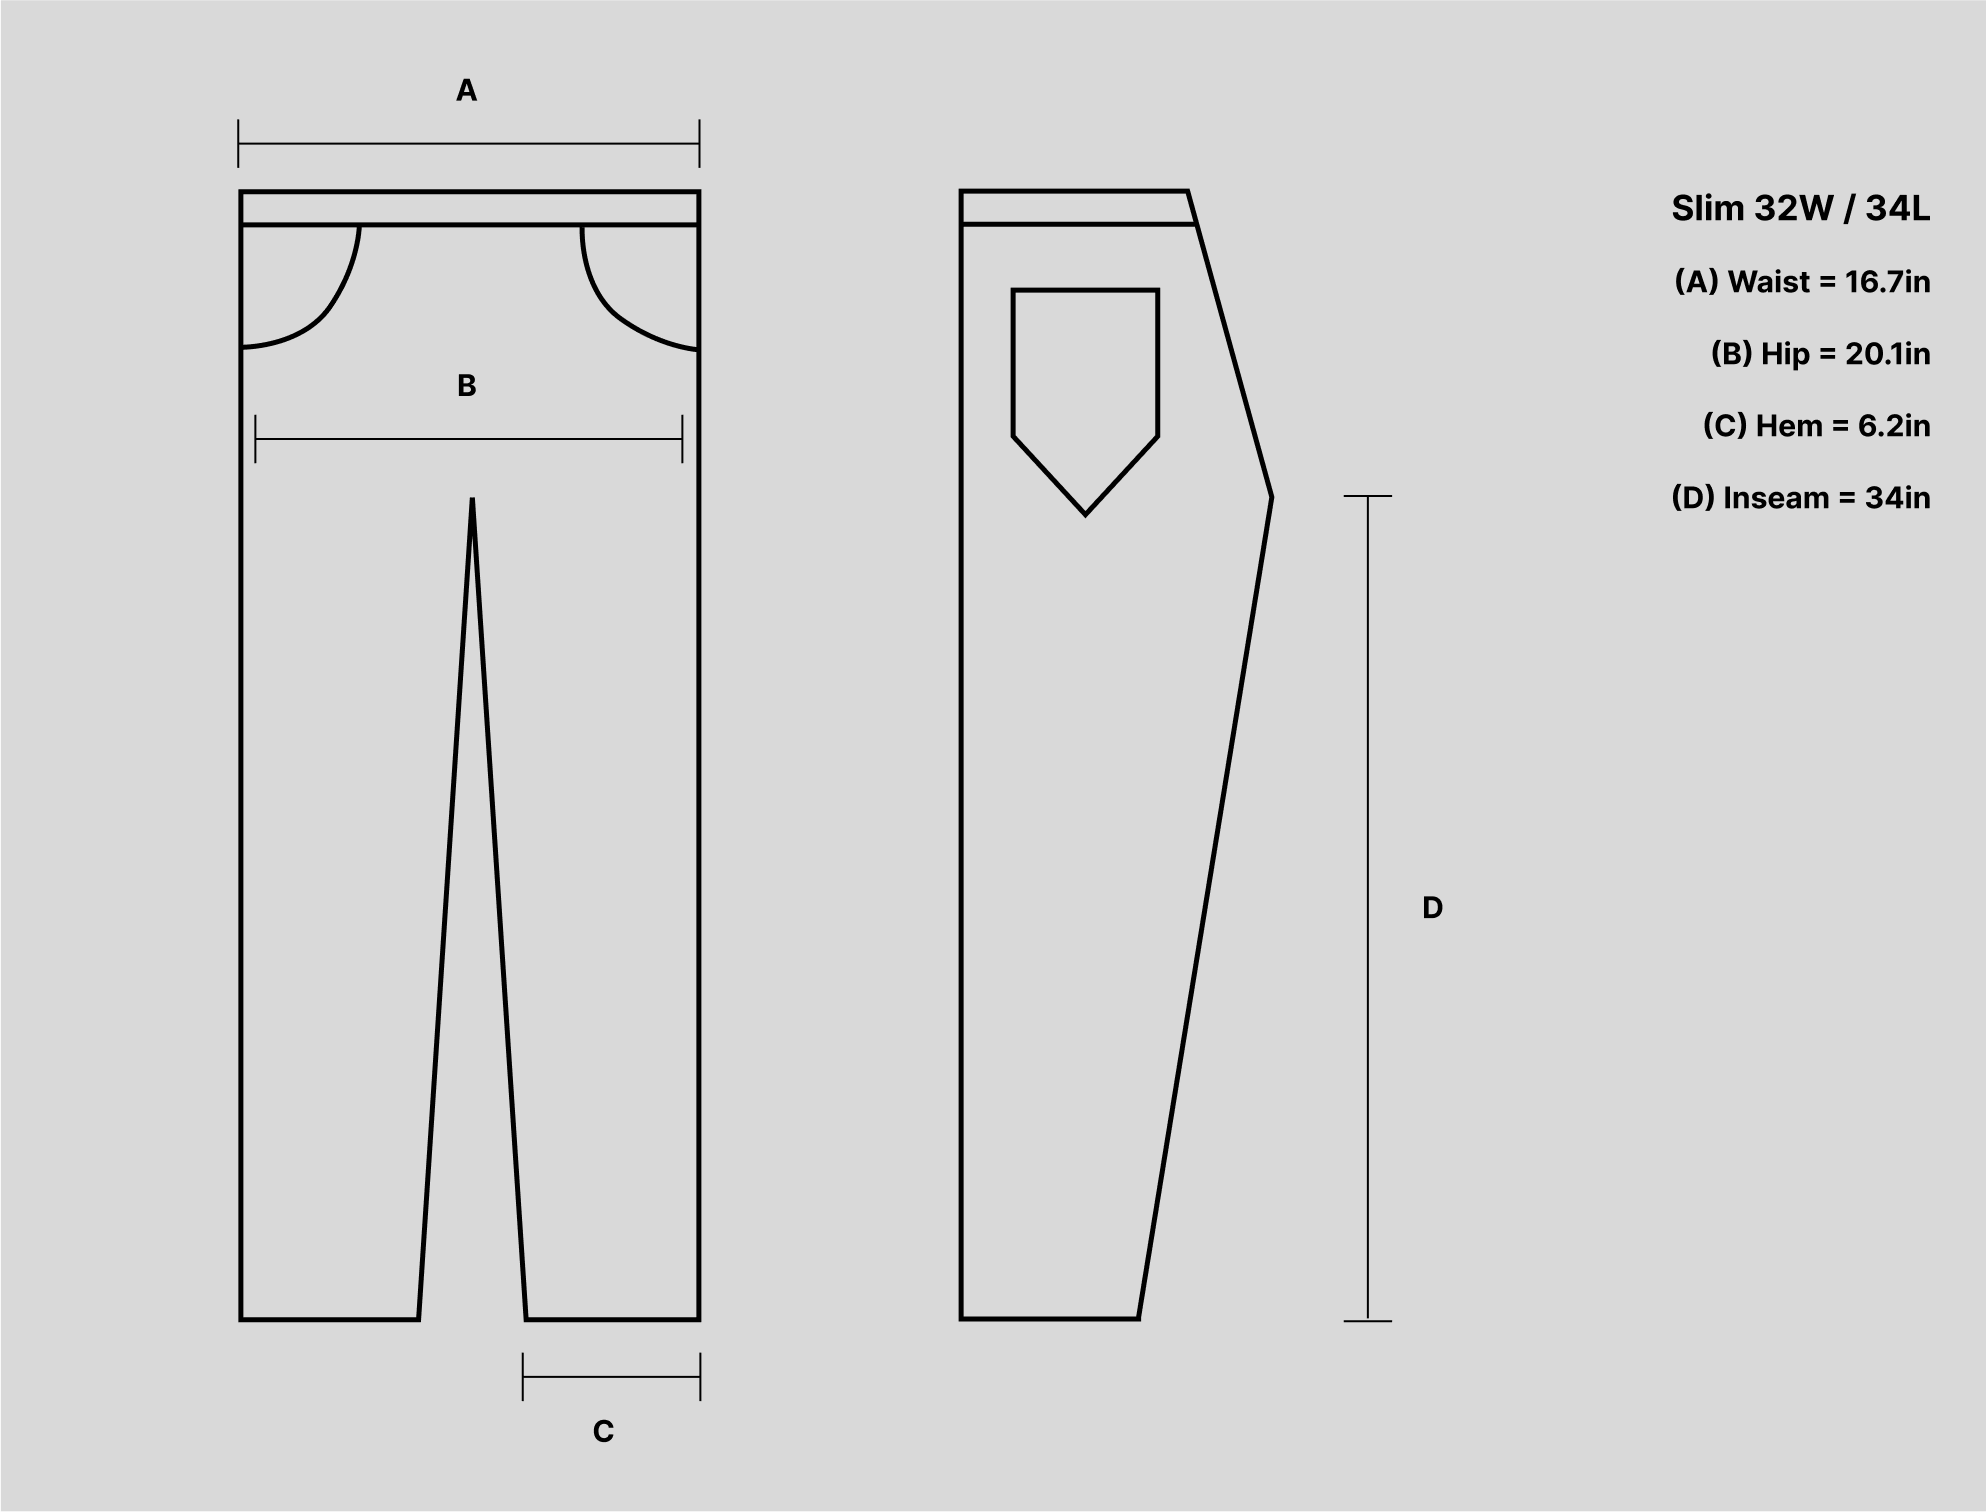 A
Slim 32W / 34L
(A) Waist = 16.7in
(B) Hip = 20.1in
B
(C) Hem = 6.2in
(D) Inseam = 34in
D
C